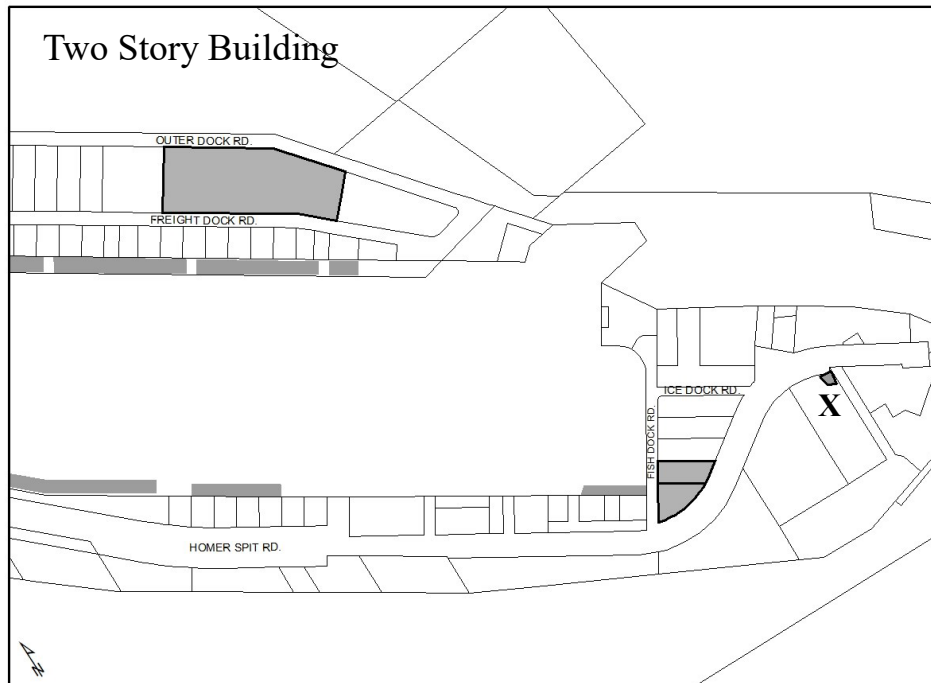 Two Story Building
OUTER DOCK RD.
FREIGHT DOCK RD.
ICE DOCK RD.
X
FISH DOCK RD.
HOMER SPIT RD.
N